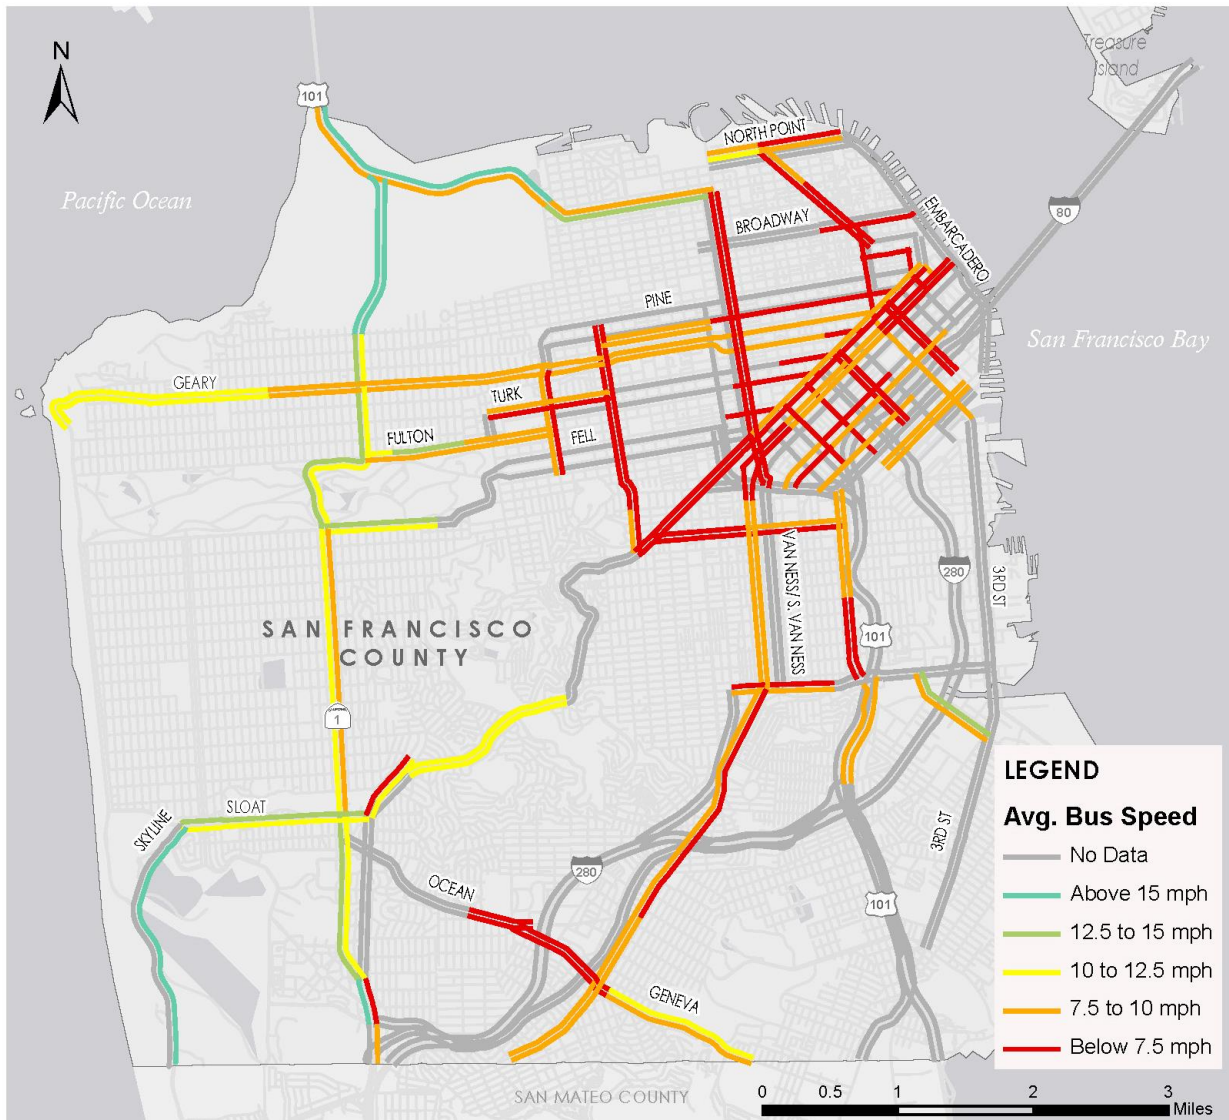 N
Treasure
Island
101
NORTH POINT
Pacific Ocean
EMBARCADERO
80
BROADWAY
PINE
San Francisco Bay
GEARY
TURK
FULTON
FELL
VAN NESS/ S. VAN NESS
280
3RD ST
SAN FRANCISCO
COUNTY
101
1
SKYLINE
SLOAT
3RD ST
280
OCEAN
101
GENEVA
LEGEND
Avg. Bus Speed
No Data
Above 15 mph
12.5 to 15 mph
10 to 12.5 mph
7.5 to 10 mph
Below 7.5 mph
SAN MATEO COUNTY
0 0.5 1 2 3
Miles